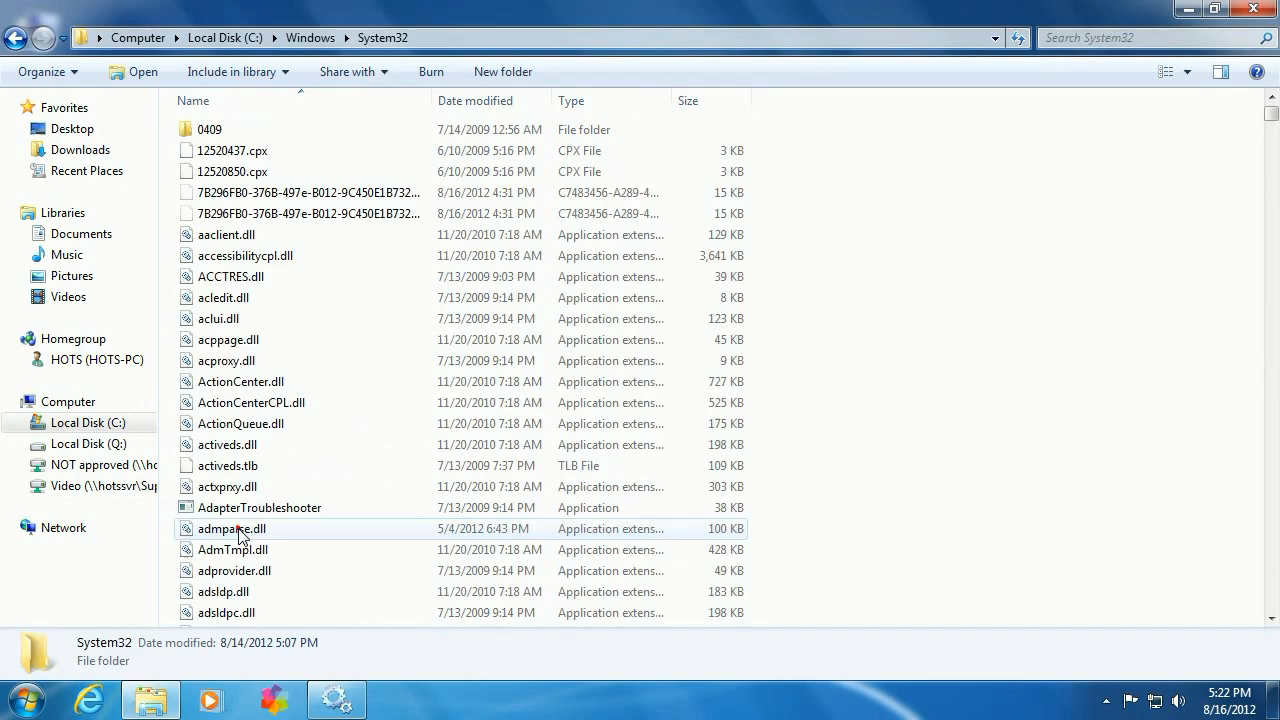 Computer Local Disk (C:) Windows System32 Search System32
Organize Open Include in library Share with Burn New folder
Name Date modified Type Size
Favorites
Desktop
Downloads
Recent Places
Libraries
Documents
Music
Pictures
Videos
Homegroup
HOTS (HOTS-PC)
Computer
Local Disk (C:)
Local Disk (Q:)
NOT approved (\\ho
Video (\\hotssvr\Sup
Network
0409 7/14/2009 12:56 AM File folder
12520437.cpx 6/10/2009 5:16 PM CPX File 3 KB
12520850.cpx 6/10/2009 5:16 PM CPX File 3 KB
7B296FB0-376B-497e-B012-9C450E1B732... 8/16/2012 4:31 PM C7483456-A289-4... 15 KB
7B296FB0-376B-497e-B012-9C450E1B732... 8/16/2012 4:31 PM C7483456-A289-4... 15 KB
aaclient.dll 11/20/2010 7:18 AM Application extens... 129 KB
accessibilitycpl.dll 11/20/2010 7:18 AM Application extens... 3,641 KB
ACCTRES.dll 7/13/2009 9:03 PM Application extens... 39 KB
acledit.dll 7/13/2009 9:14 PM Application extens... 8 KB
aclui.dll 7/13/2009 9:14 PM Application extens... 123 KB
acppage.dll 11/20/2010 7:18 AM Application extens... 45 KB
acproxy.dll 7/13/2009 9:14 PM Application extens... 9 KB
ActionCenter.dll 11/20/2010 7:18 AM Application extens... 727 KB
ActionCenterCPL.dll 11/20/2010 7:18 AM Application extens... 525 KB
ActionQueue.dll 11/20/2010 7:18 AM Application extens... 175 KB
activeds.dll 11/20/2010 7:18 AM Application extens... 198 KB
activeds.tlb 7/13/2009 7:37 PM TLB File 109 KB
actxprxy.dll 11/20/2010 7:18 AM Application extens... 303 KB
AdapterTroubleshooter 7/13/2009 9:14 PM Application 38 KB
admparse.dll 5/4/2012 6:43 PM Application extens... 100 KB
AdmTmpl.dll 11/20/2010 7:18 AM Application extens... 428 KB
adprovider.dll 7/13/2009 9:14 PM Application extens... 49 KB
adsldp.dll 11/20/2010 7:18 AM Application extens... 183 KB
adsldpc.dll 7/13/2009 9:14 PM Application extens... 198 KB
System32 Date modified: 8/14/2012 5:07 PM
File folder
5:22 PM
8/16/2012